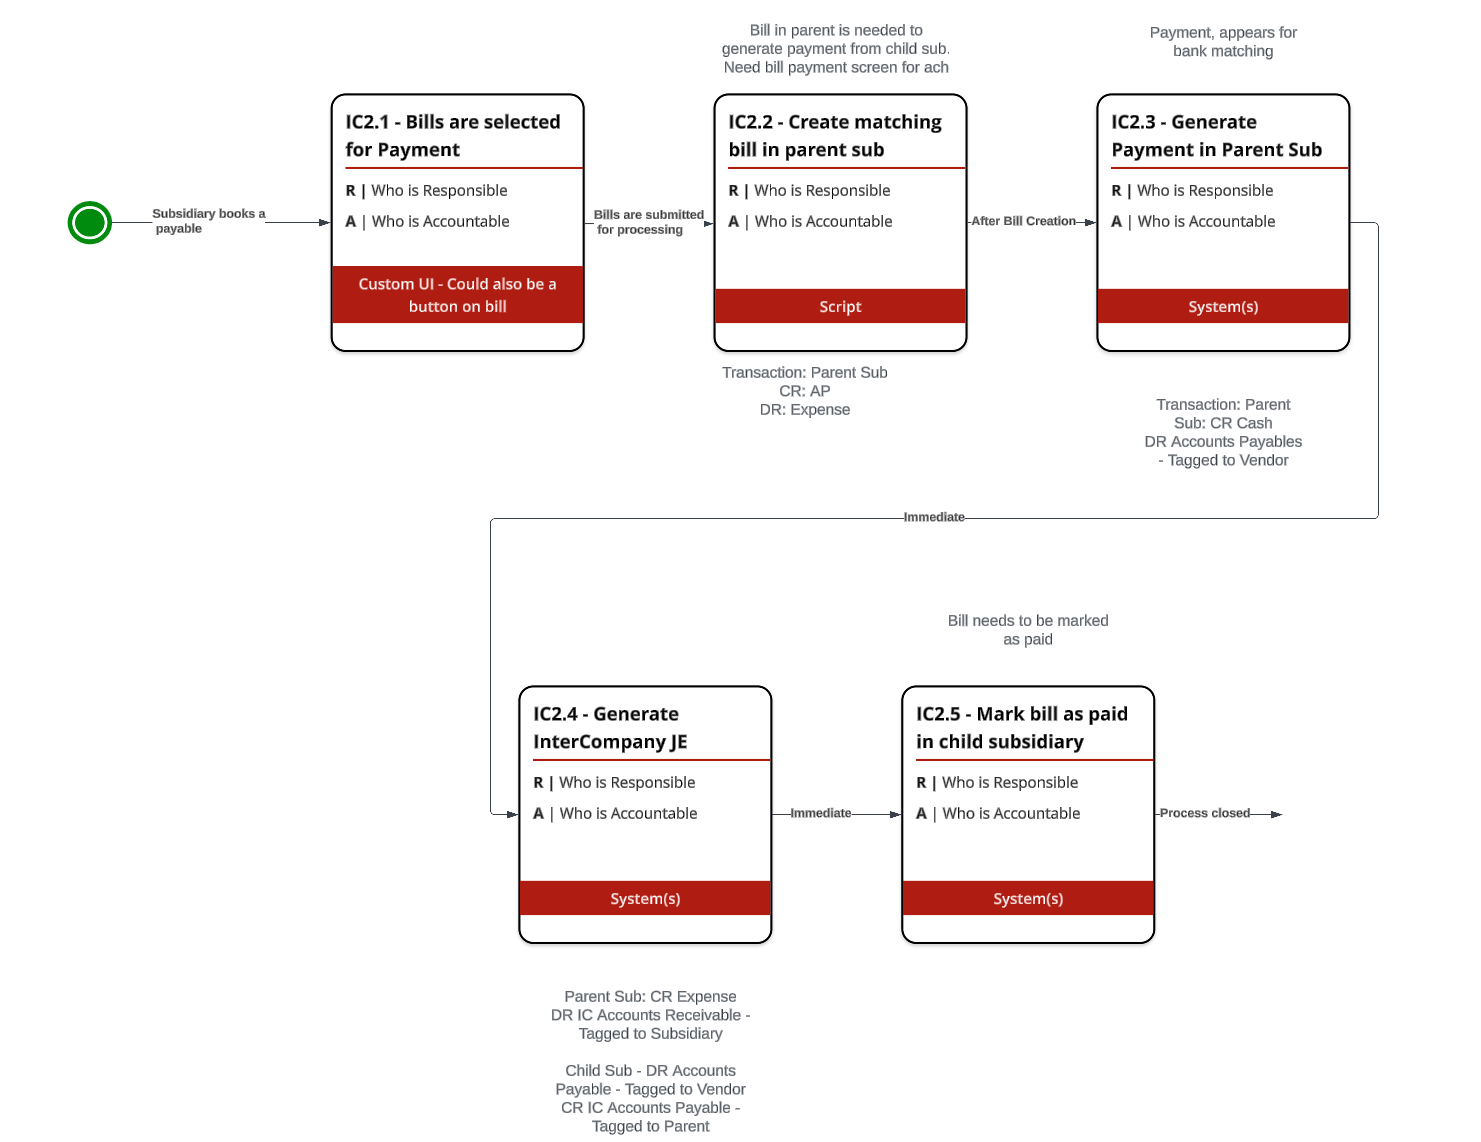 Bill in parent is needed to
generate payment from child sub.
Need bill payment screen for ach
Payment, appears for
bank matching
Subsidiary books a
payable
IC2.1 - Bills are selected
for Payment
R | Who is Responsible
A | Who is Accountable
Custom UI - Could also be a
button on bill
Bills are submitted
for processing
IC2.2 - Create matching
bill in parent sub
R | Who is Responsible
A | Who is Accountable
Script
Transaction: Parent Sub
CR: AP
DR: Expense
After Bill Creation
IC2.3 - Generate
Payment in Parent Sub
R | Who is Responsible
A | Who is Accountable
System(s)
Transaction: Parent
Sub: CR Cash
DR Accounts Payables
- Tagged to Vendor
Immediate
IC2.4 - Generate
InterCompany JE
R | Who is Responsible
A | Who is Accountable
System(s)
Parent Sub: CR Expense
DR IC Accounts Receivable -
Tagged to Subsidiary
Child Sub - DR Accounts
Payable - Tagged to Vendor
CR IC Accounts Payable -
Tagged to Parent
Immediate
Bill needs to be marked
as paid
IC2.5 - Mark bill as paid
in child subsidiary
R | Who is Responsible
A | Who is Accountable
System(s)
Process closed